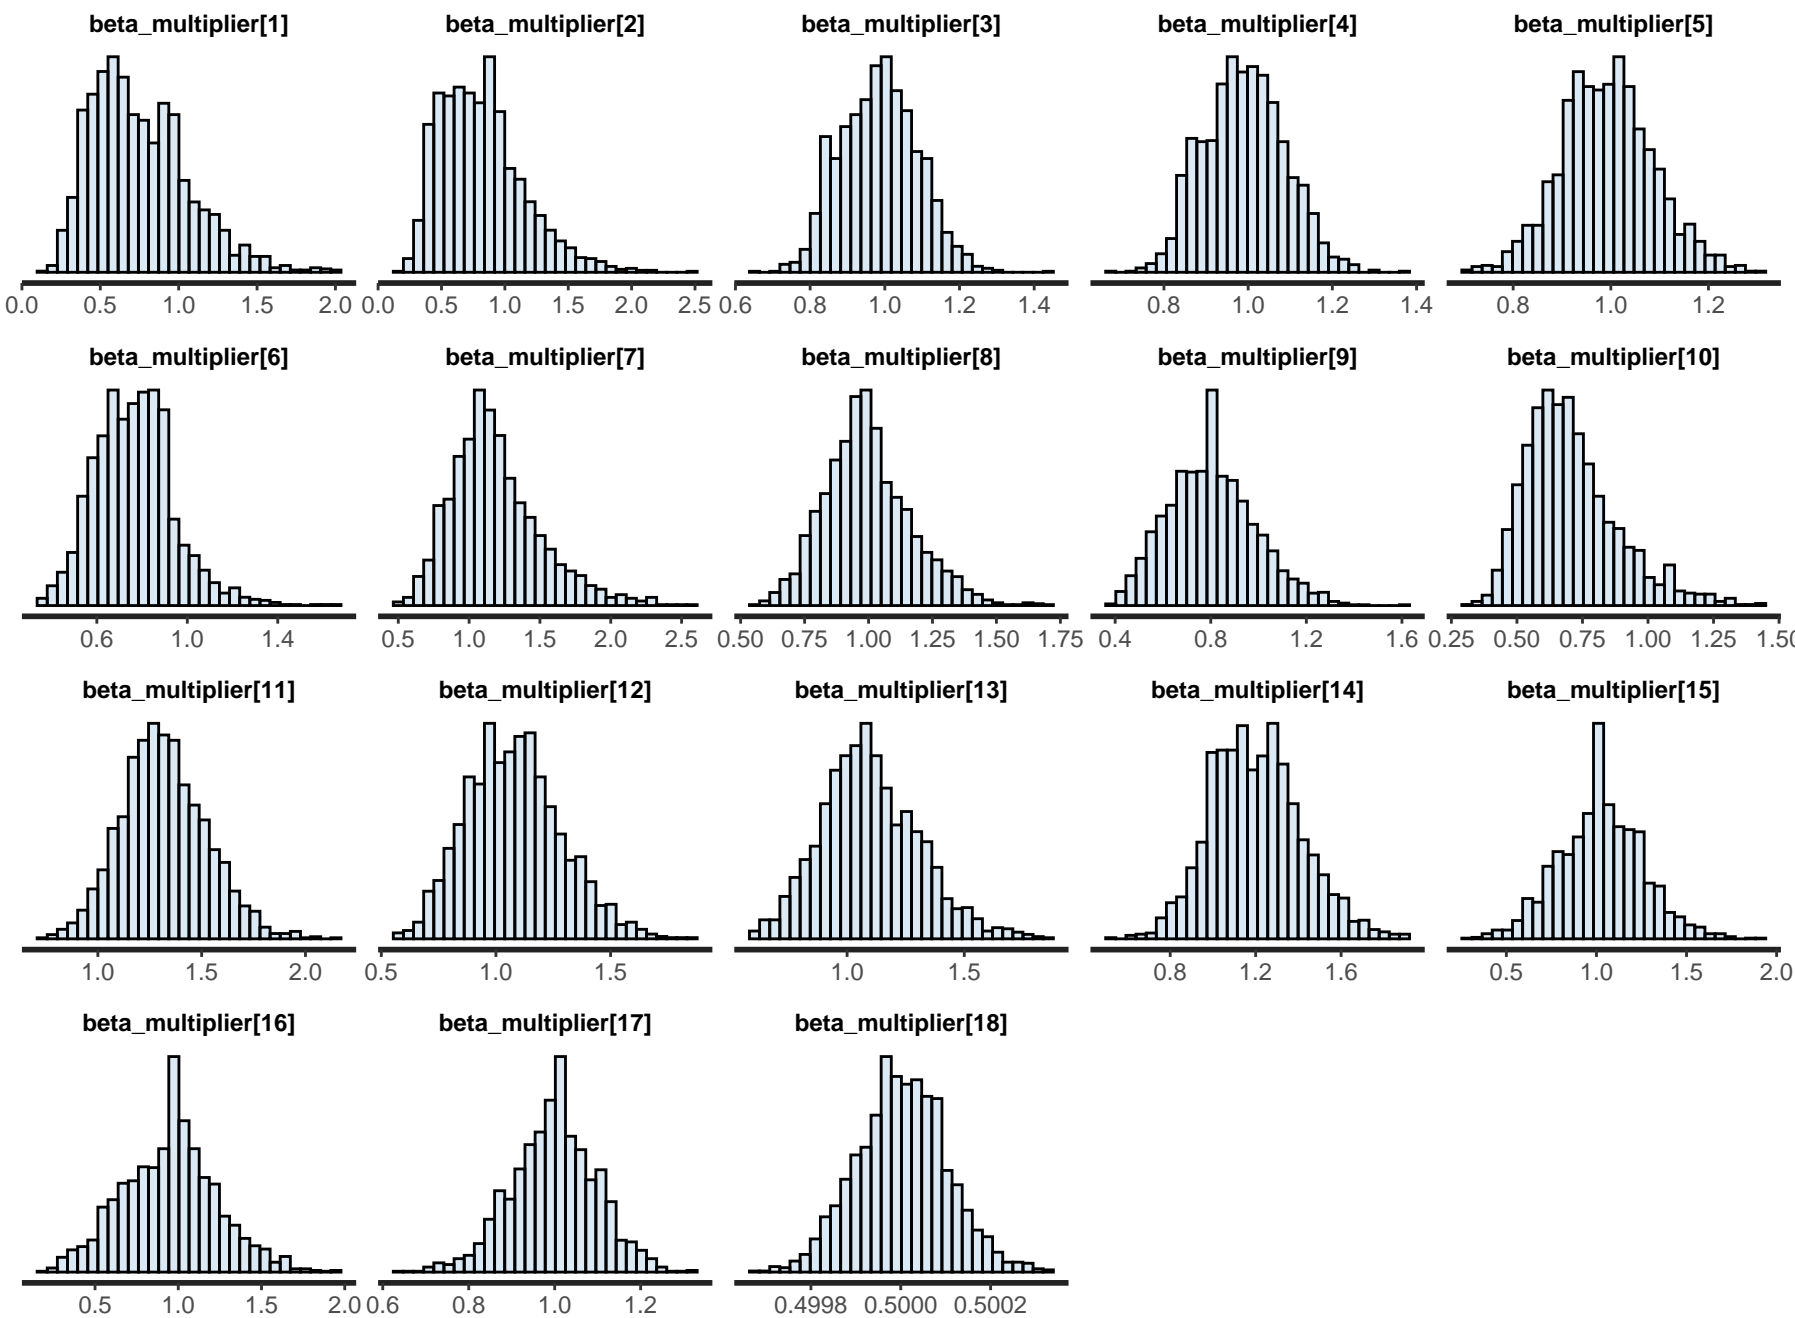 beta_multiplier[1] beta_multiplier[2] beta_multiplier[3] beta_multiplier[4] beta_multiplier[5]
0.0 0.5 1.0 1.5 2.0 0.0 0.5 1.0 1.5 2.0 2.5 0.6 0.8 1.0 1.2 1.4 0.8 1.0 1.2 1.4 0.8 1.0 1.2
beta_multiplier[6] beta_multiplier[7] beta_multiplier[8] beta_multiplier[9] beta_multiplier[10]
0.6 1.0 1.4 0.5 1.0 1.5 2.0 2.5 0.50 0.75 1.00 1.25 1.50 1.75 0.4 0.8 1.2 1.6 0.25 0.50 0.75 1.00 1.25 1.50
beta_multiplier[11] beta_multiplier[12] beta_multiplier[13] beta_multiplier[14] beta_multiplier[15]
1.0 1.5 2.0 0.5 1.0 1.5 1.0 1.5 0.8 1.2 1.6 0.5 1.0 1.5 2.0
beta_multiplier[16] beta_multiplier[17] beta_multiplier[18]
0.5 1.0 1.5 2.0 0.6 0.8 1.0 1.2 0.4998 0.5000 0.5002